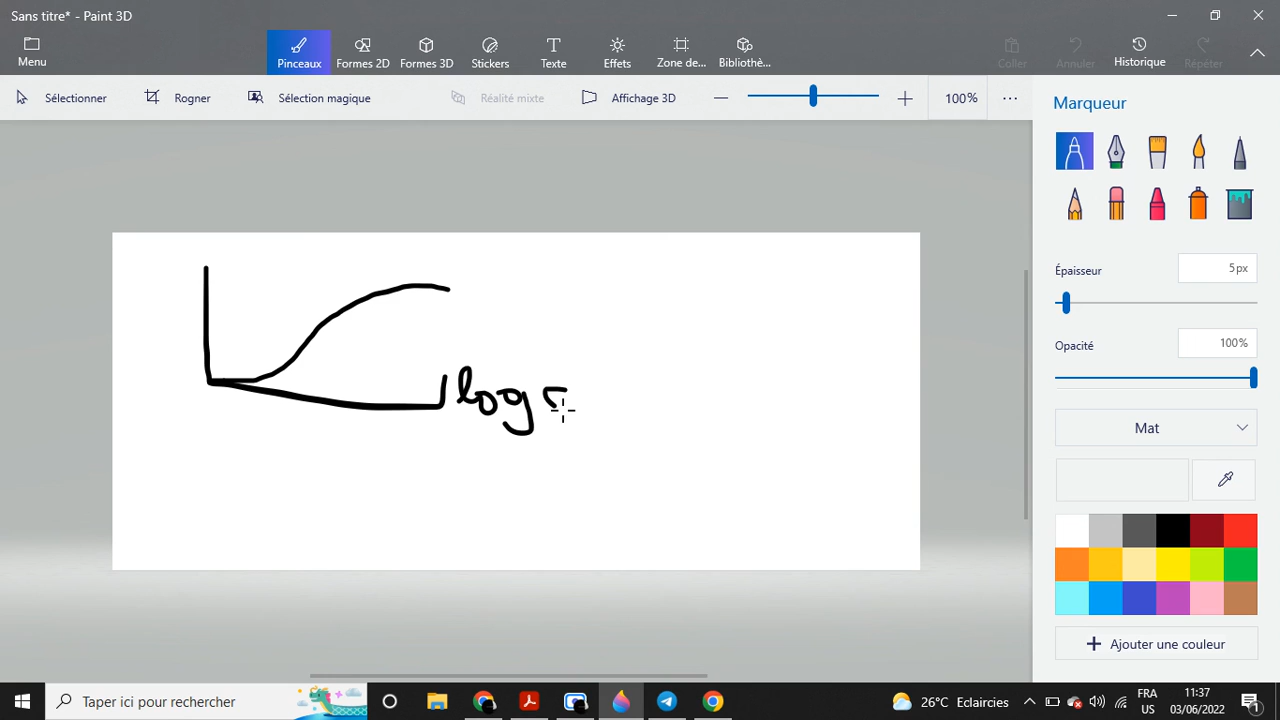 Sans titre* - Paint 3D
Menu
Pinceaux
Formes 2D
Formes 3D
Stickers
Texte
Effets
Zone de...
Bibliothè...
Coller
Annuler
Historique
Répéter
Sélectionner
Rogner
Sélection magique
Réalité mixte
Affichage 3D
100%
Marqueur
Épaisseur
5px
Opacité
100%
Mat
Ajouter une couleur
log
Taper ici pour rechercher
26°C Eclaircies
FRA
US
11:37
03/06/2022
1